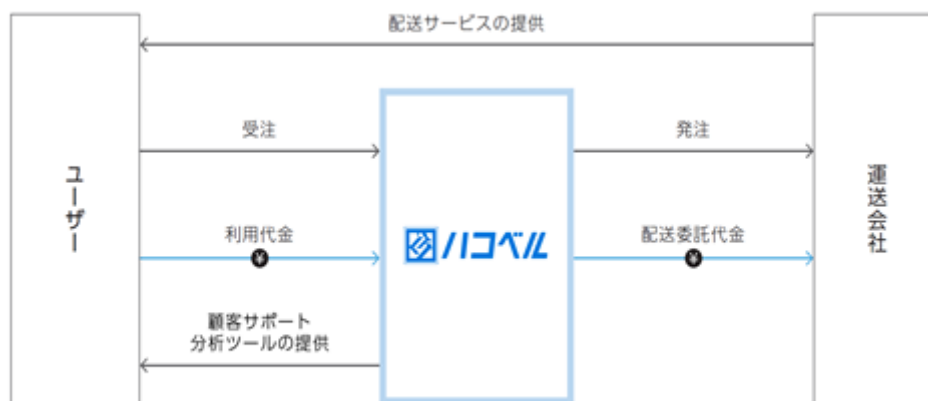 配送サービスの提供
受注
発注
ユーザー
運送会社
利用代金
¥
ハコベル
配送委託代金
¥
顧客サポート
分析ツールの提供